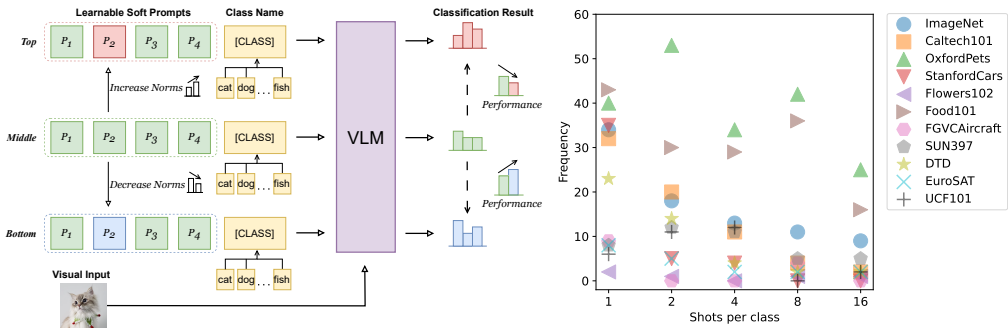 Learnable Soft Prompts
Class Name
Classification Result
Top
P1
P2
P3
P4
[CLASS]
cat
dog
...
fish
Increase Norms
Performance
Middle
P1
P2
P3
P4
[CLASS]
cat
dog
...
fish
VLM
Decrease Norms
Performance
Bottom
P1
P2
P3
P4
[CLASS]
cat
dog
...
fish
Visual Input
Frequency
60
50
40
30
20
10
0
1
2
4
8
16
Shots per class
ImageNet
Caltech101
OxfordPets
StanfordCars
Flowers102
Food101
FGVCAircraft
SUN397
DTD
EuroSAT
UCF101